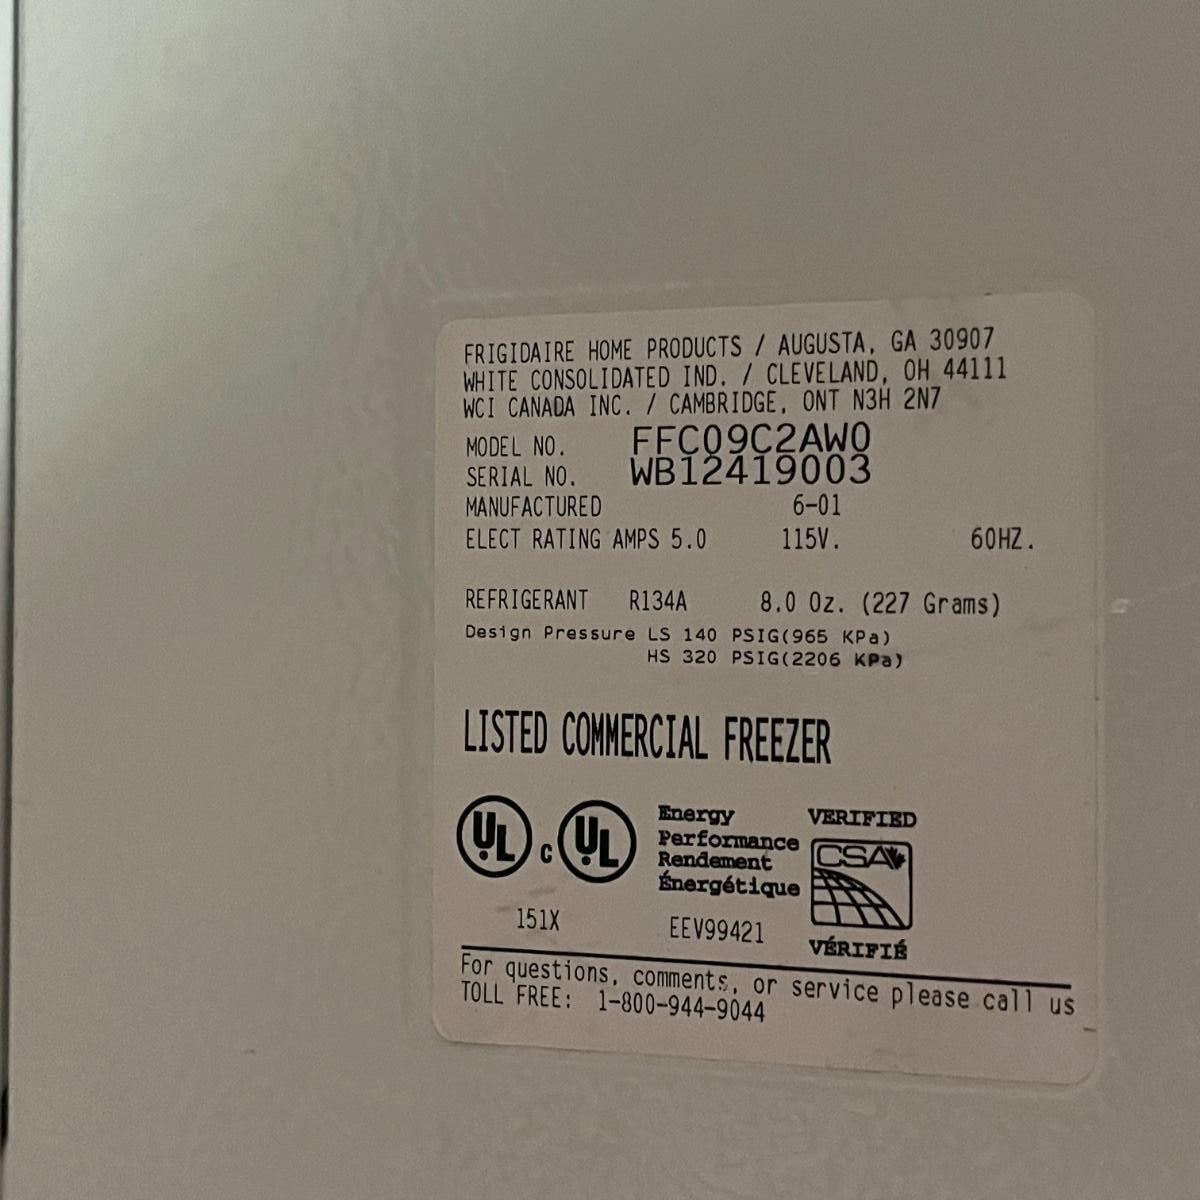 FRIGIDAIRE HOME PRODUCTS / AUGUSTA, GA 30907
WHITE CONSOLIDATED IND. / CLEVELAND, OH 44111
WCI CANADA INC. / CAMBRIDGE, ONT N3H 2N7
MODEL NO. FFC09C2AW0
SERIAL NO. WB12419003
MANUFACTURED 6-01
ELECT RATING AMPS 5.0 115V. 60HZ.
REFRIGERANT R134A 8.0 Oz. (227 Grams)
Design Pressure LS 140 PSIG(965 KPa)
HS 320 PSIG(2206 KPa)
LISTED COMMERCIAL FREEZER
UL c UL
Energy
Performance
Rendement
Énergétique
VERIFIED
CSA
VÉRIFIÉ
151X EEV99421
For questions, comments, or service please call us
TOLL FREE: 1-800-944-9044